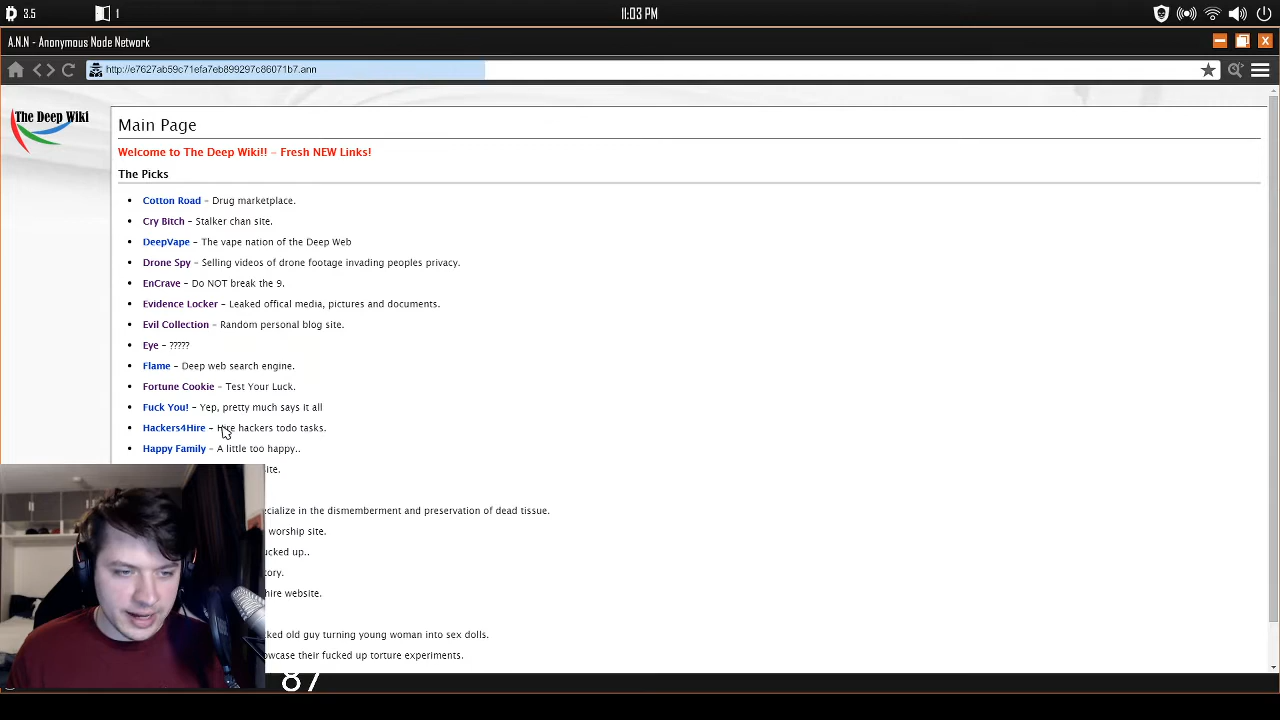 3.5
1
11:03 PM
A.N.N - Anonymous Node Network
http://e7627ab59c71efa7eb899297c86071b7.ann
The Deep Wiki
Main Page
Welcome to The Deep Wiki!! - Fresh NEW Links!
The Picks
Cotton Road - Drug marketplace.
Cry Bitch - Stalker chan site.
DeepVape - The vape nation of the Deep Web
Drone Spy - Selling videos of drone footage invading peoples privacy.
EnCrave - Do NOT break the 9.
Evidence Locker - Leaked offical media, pictures and documents.
Evil Collection - Random personal blog site.
Eye - ?????
Flame - Deep web search engine.
Fortune Cookie - Test Your Luck.
Fuck You! - Yep, pretty much says it all
Hackers4Hire - Hire hackers todo tasks.
Happy Family - A little too happy..
ite.
cialize in the dismemberment and preservation of dead tissue.
worship site.
ucked up..
tory.
hire website.
ked old guy turning young woman into sex dolls.
owcase their fucked up torture experiments.
87